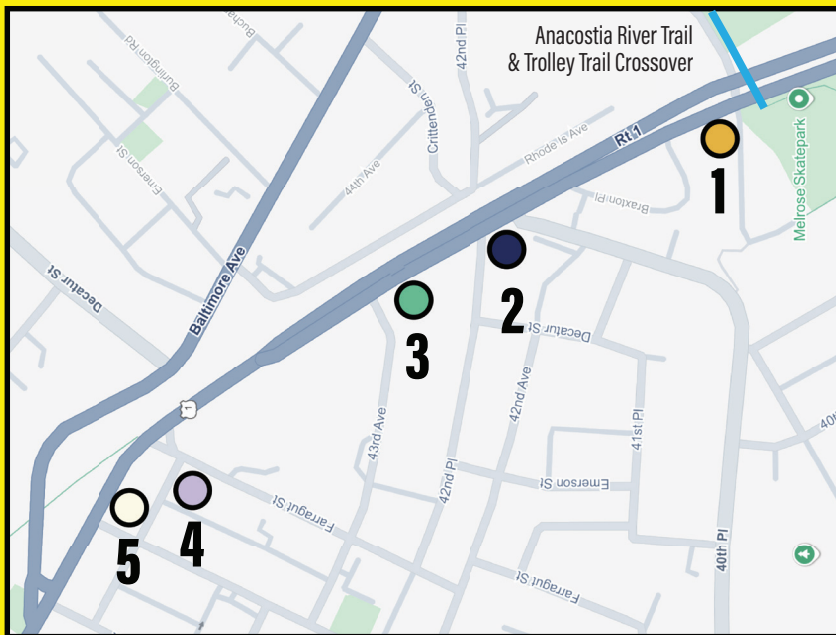 Anacostia River Trail
& Trolley Trail Crossover
Burlington Rd
Crittenden St
42nd Pl
Rt 1
Rhode Is Ave
44th Ave
Emerson St
Braxton Pl
Melrose Skatepark
1
2
3
Decatur St
Baltimore Ave
Decatur St
1
43rd Ave
42nd Pl
42nd Ave
41st Pl
Emerson St
40th Pl
Farragut St
Farragut St
4
5